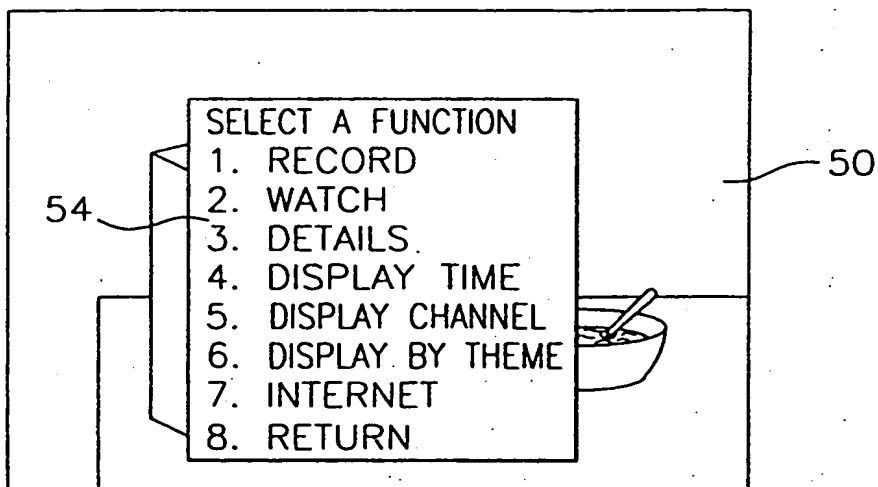 SELECT A FUNCTION
1. RECORD
2. WATCH
3. DETAILS
4. DISPLAY TIME
5. DISPLAY CHANNEL
6. DISPLAY BY THEME
7. INTERNET
8. RETURN
50
54